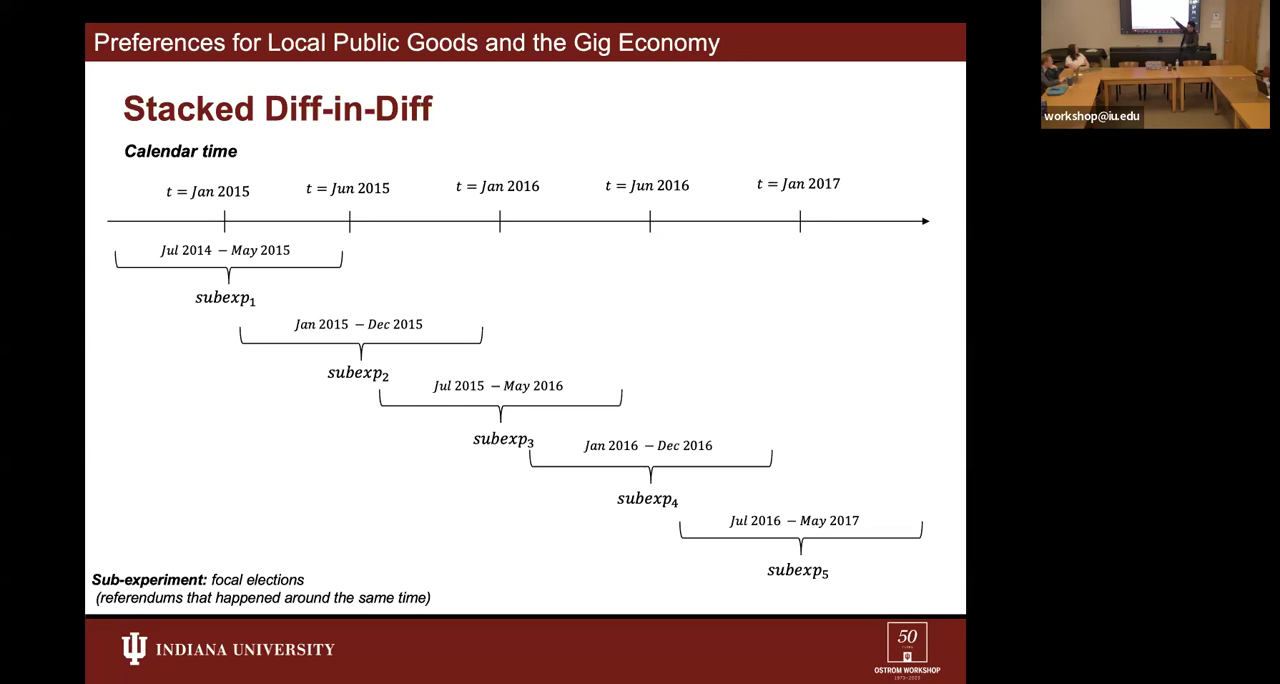 Preferences for Local Public Goods and the Gig Economy
workshop@iu.edu
Stacked Diff-in-Diff
Calendar time
t = Jan 2015
t = Jun 2015
t = Jan 2016
t = Jun 2016
t = Jan 2017
Jul 2014 – May 2015
subexp₁
Jan 2015 – Dec 2015
subexp₂
Jul 2015 – May 2016
subexp₃
Jan 2016 – Dec 2016
subexp₄
Jul 2016 – May 2017
subexp₅
Sub-experiment: focal elections
(referendums that happened around the same time)
INDIANA UNIVERSITY
50
YEARS
OSTROM WORKSHOP
1973-2023